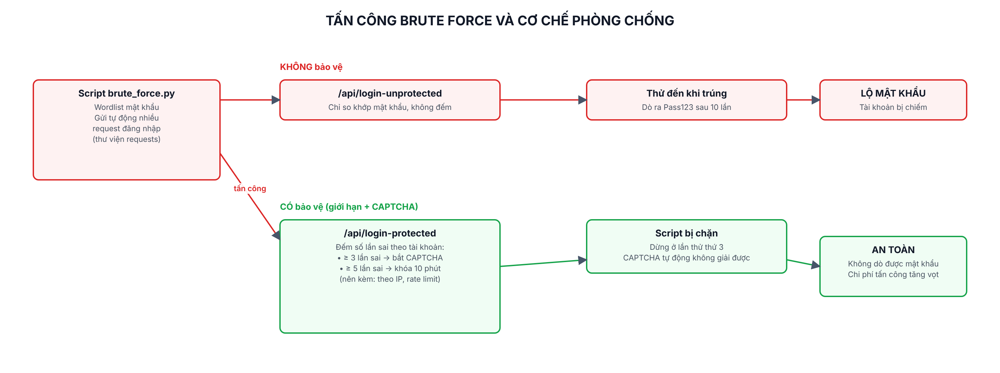 TẤN CÔNG BRUTE FORCE VÀ CƠ CHẾ PHÒNG CHỐNG
KHÔNG bảo vệ
Script brute_force.py
Wordlist mật khẩu
Gửi tự động nhiều
request đăng nhập
(thư viện requests)
/api/login-unprotected
Chỉ so khớp mật khẩu, không đếm
Thử đến khi trúng
Dò ra Pass123 sau 10 lần
LỘ MẬT KHẨU
Tài khoản bị chiếm
tấn công
CÓ bảo vệ (giới hạn + CAPTCHA)
/api/login-protected
Đếm số lần sai theo tài khoản:
• ≥ 3 lần sai → bắt CAPTCHA
• ≥ 5 lần sai → khóa 10 phút
(nên kèm: theo IP, rate limit)
Script bị chặn
Dừng ở lần thử thứ 3
CAPTCHA tự động không giải được
AN TOÀN
Không dò được mật khẩu
Chi phí tấn công tăng vọt